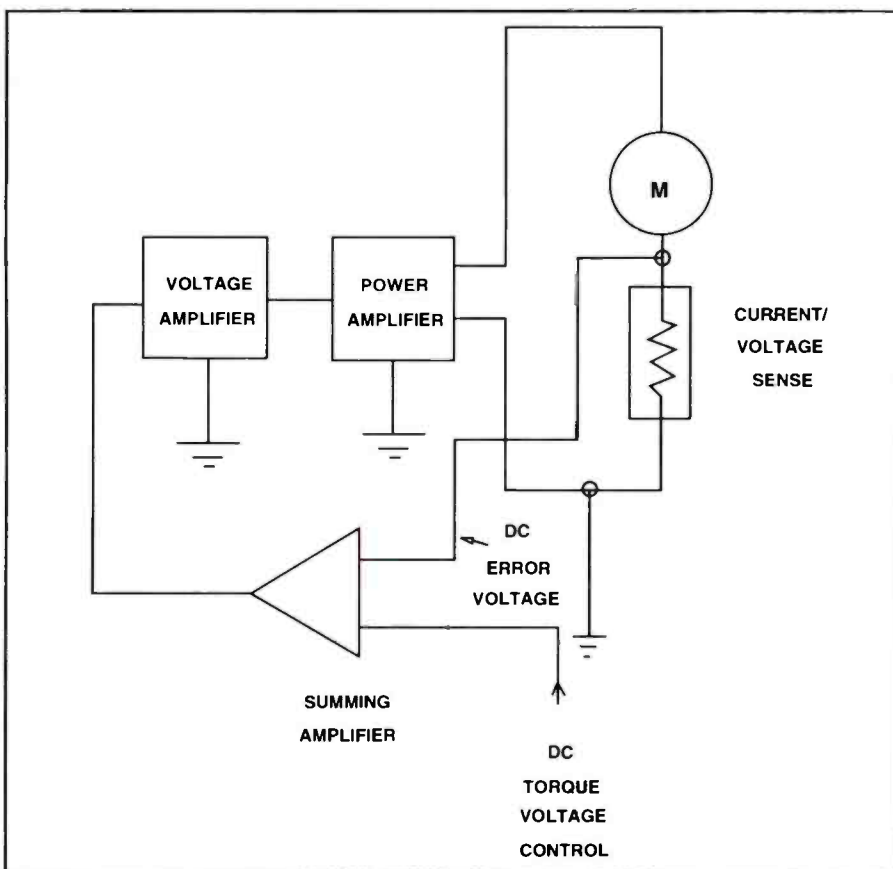 M
VOLTAGE
AMPLIFIER
POWER
AMPLIFIER
CURRENT/
VOLTAGE
SENSE
DC
ERROR
VOLTAGE
SUMMING
AMPLIFIER
DC
TORQUE
VOLTAGE
CONTROL